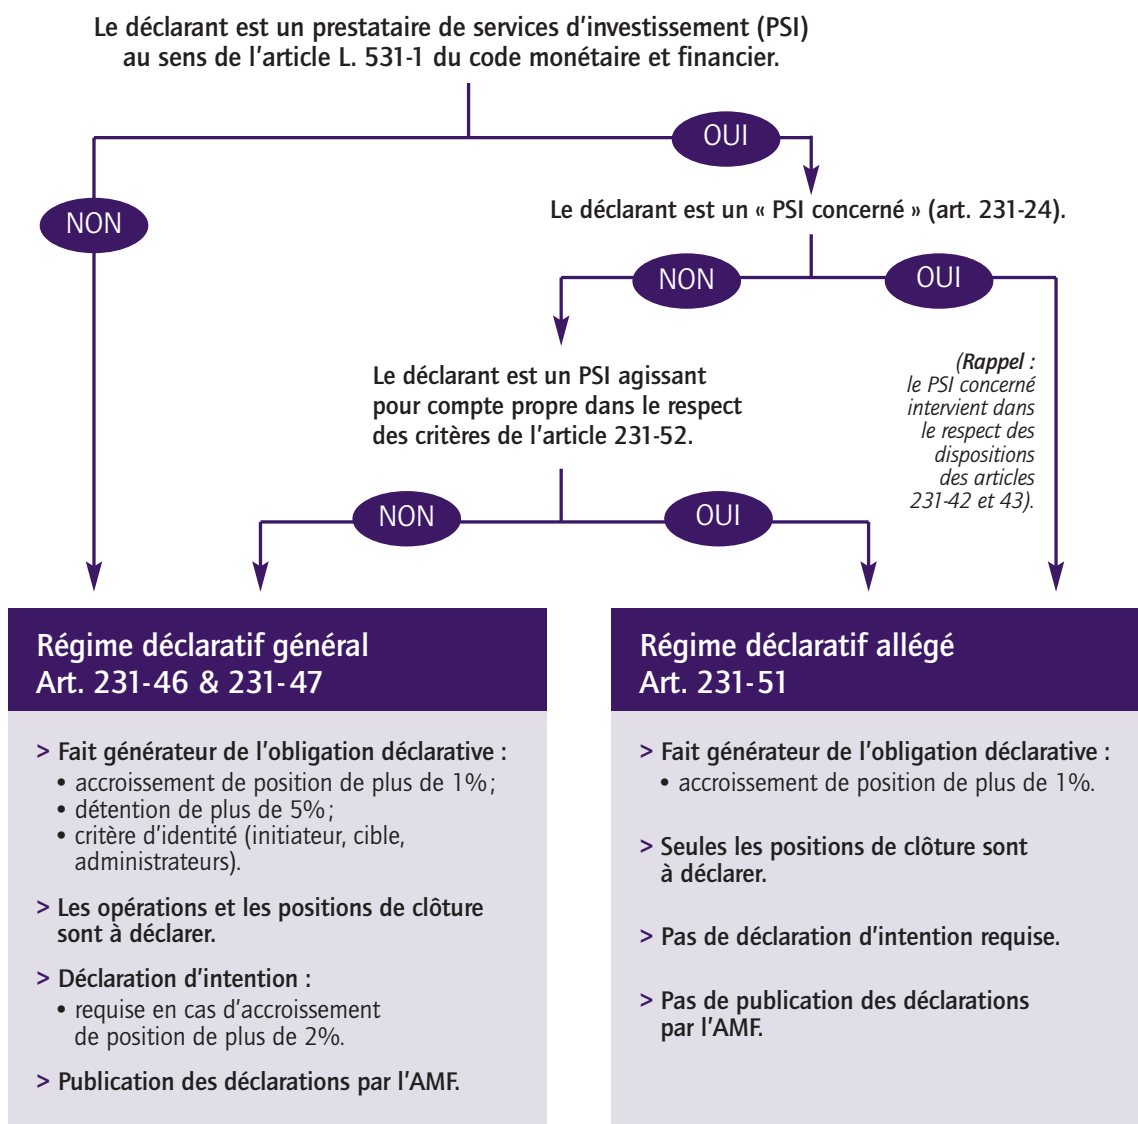 Le déclarant est un prestataire de services d'investissement (PSI)
au sens de l'article L. 531-1 du code monétaire et financier.
OUI
NON
Le déclarant est un « PSI concerné » (art. 231-24).
NON
OUI
Le déclarant est un PSI agissant
pour compte propre dans le respect
des critères de l'article 231-52.
(Rappel :
le PSI concerné
intervient dans
le respect des
dispositions
des articles
231-42 et 43).
NON
OUI
Régime déclaratif général
Art. 231-46 & 231-47
> Fait générateur de l'obligation déclarative :
• accroissement de position de plus de 1%;
• détention de plus de 5%;
• critère d'identité (initiateur, cible,
administrateurs).
> Les opérations et les positions de clôture
sont à déclarer.
> Déclaration d'intention :
• requise en cas d'accroissement
de position de plus de 2%.
> Publication des déclarations par l'AMF.
Régime déclaratif allégé
Art. 231-51
> Fait générateur de l'obligation déclarative :
• accroissement de position de plus de 1%.
> Seules les positions de clôture sont
à déclarer.
> Pas de déclaration d'intention requise.
> Pas de publication des déclarations
par l'AMF.